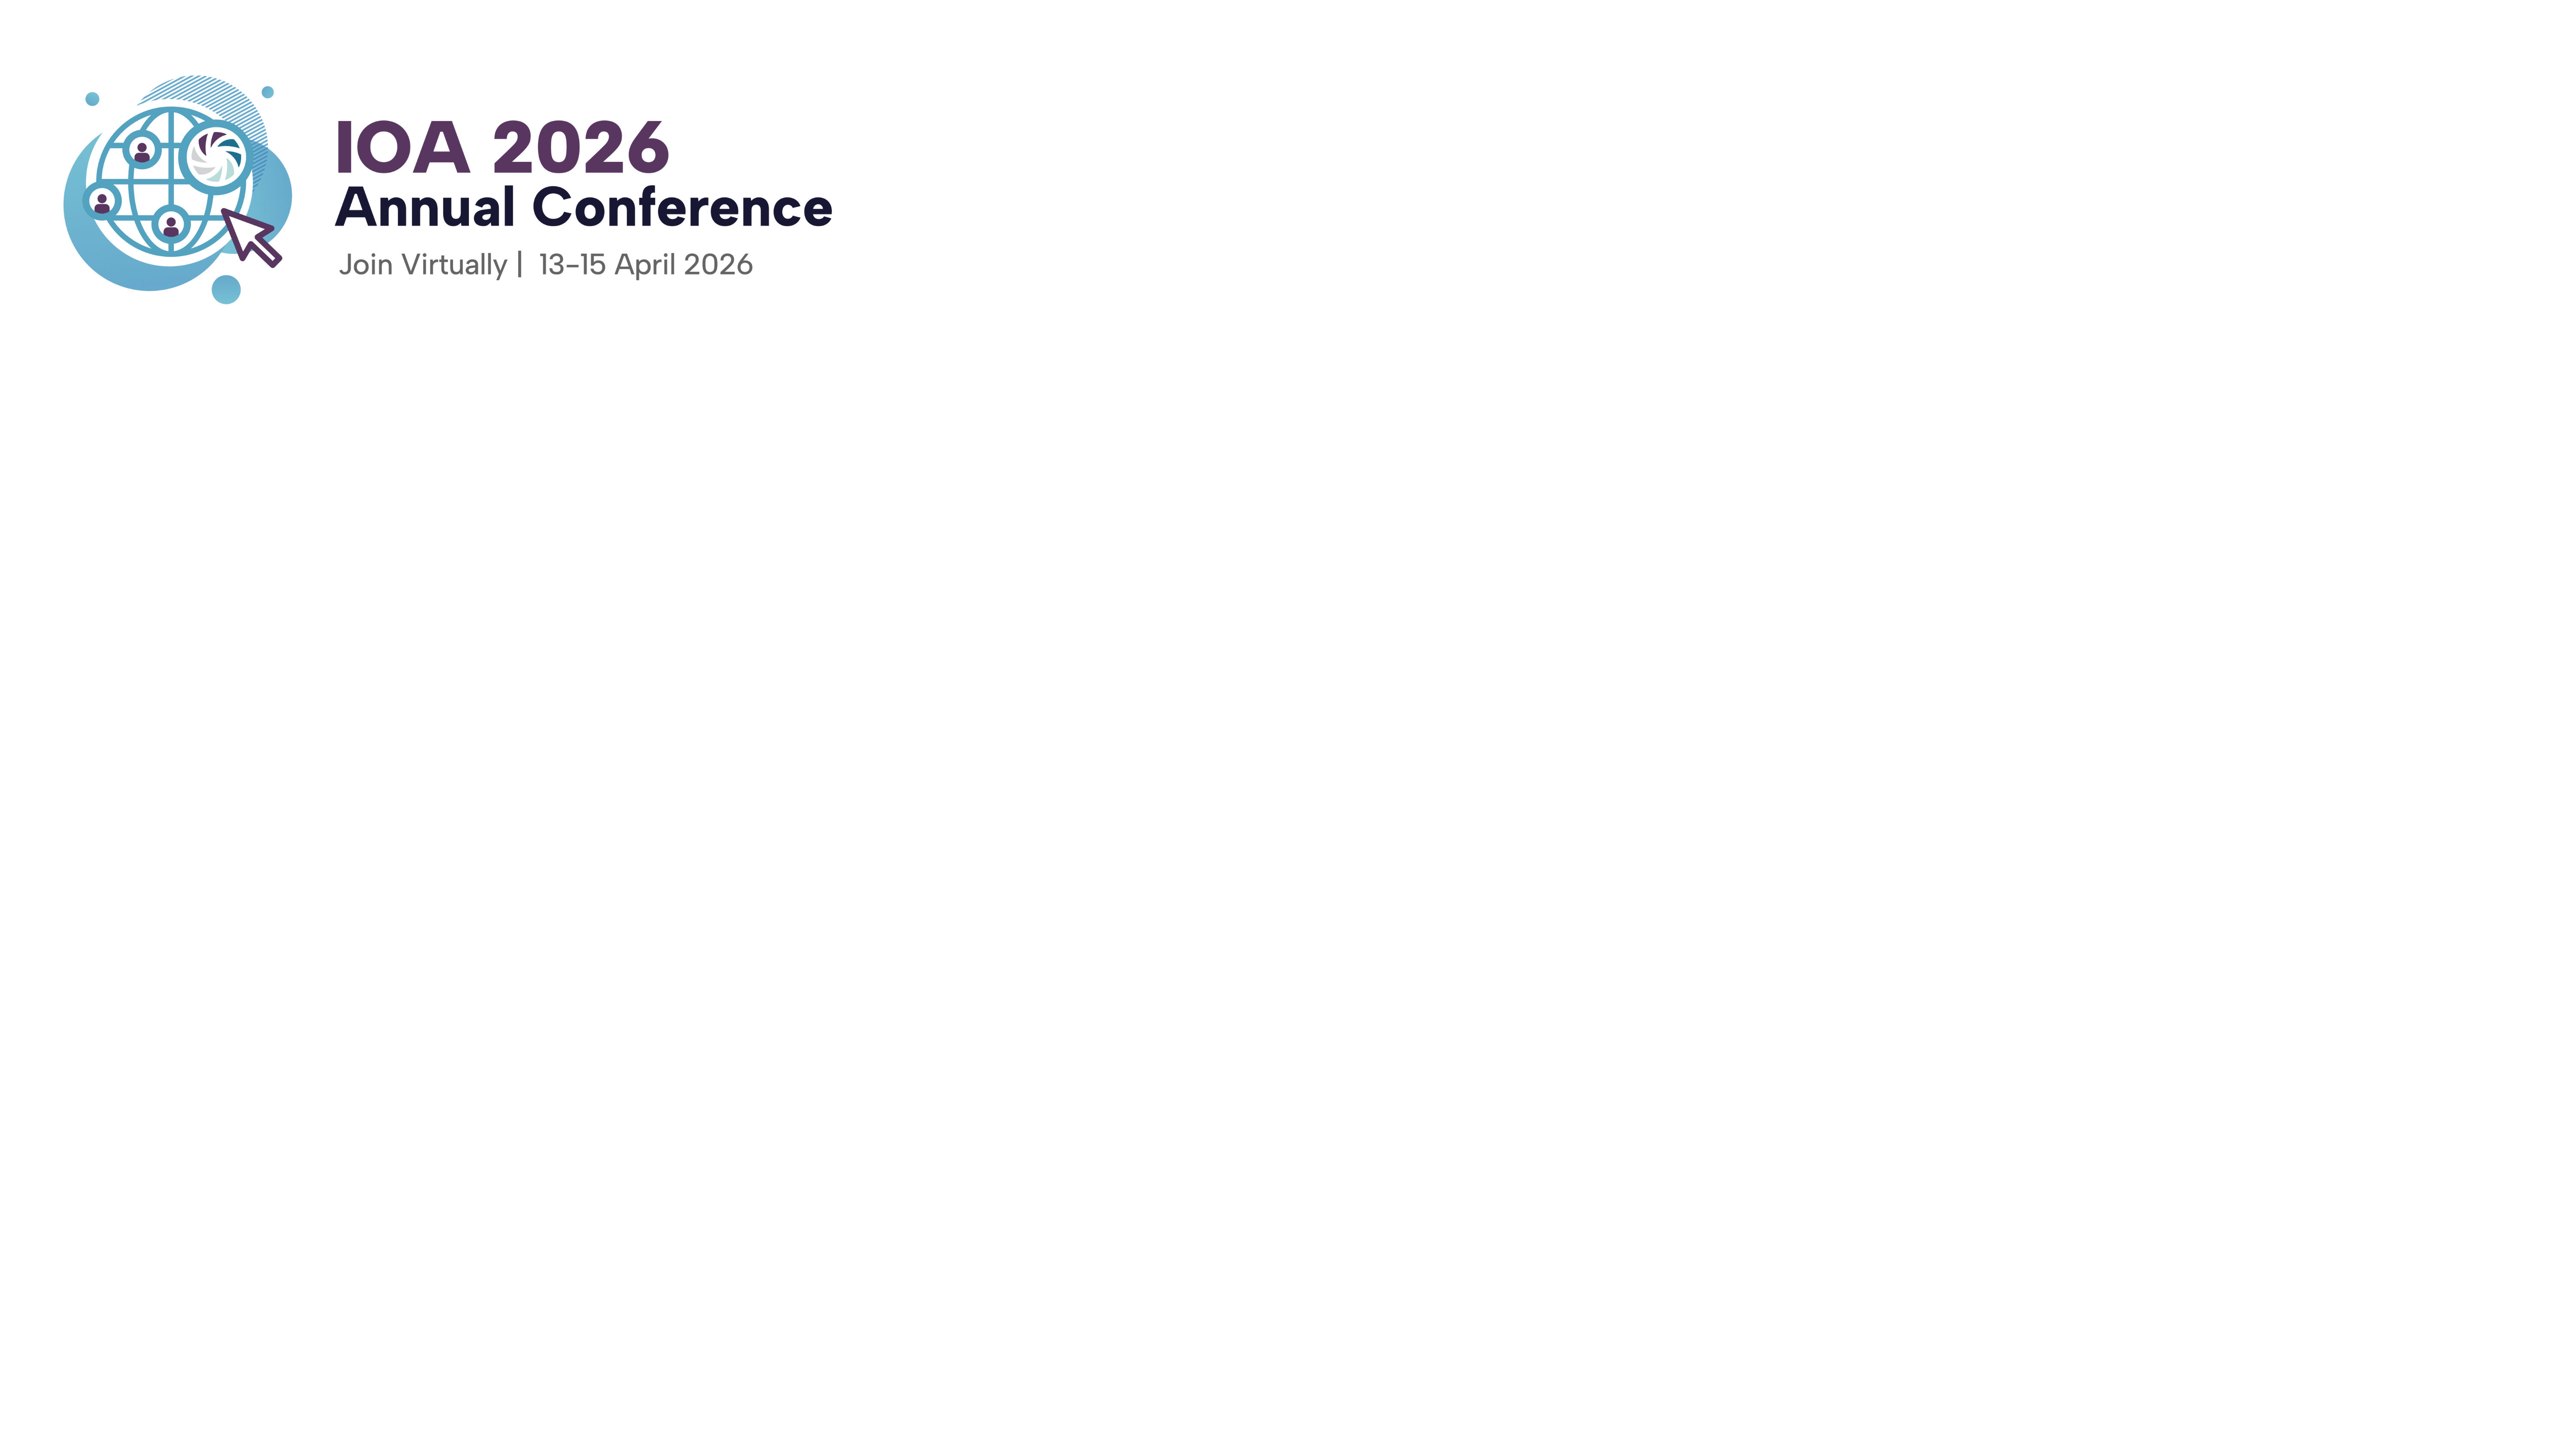 IOA 2026
Annual Conference
Join Virtually | 13-15 April 2026